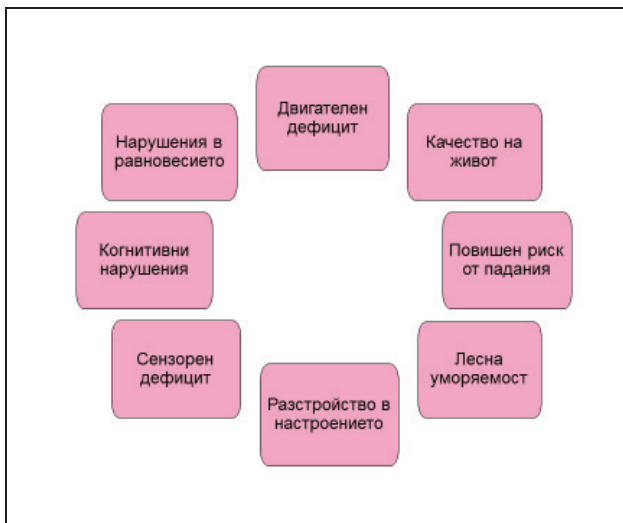 Двигателен
дефицит
Качество на
живот
Повишен риск
от падания
Лесна
уморяемост
Разстройство в
настроението
Сензорен
дефицит
Когнитивни
нарушения
Нарушения в
равновесието